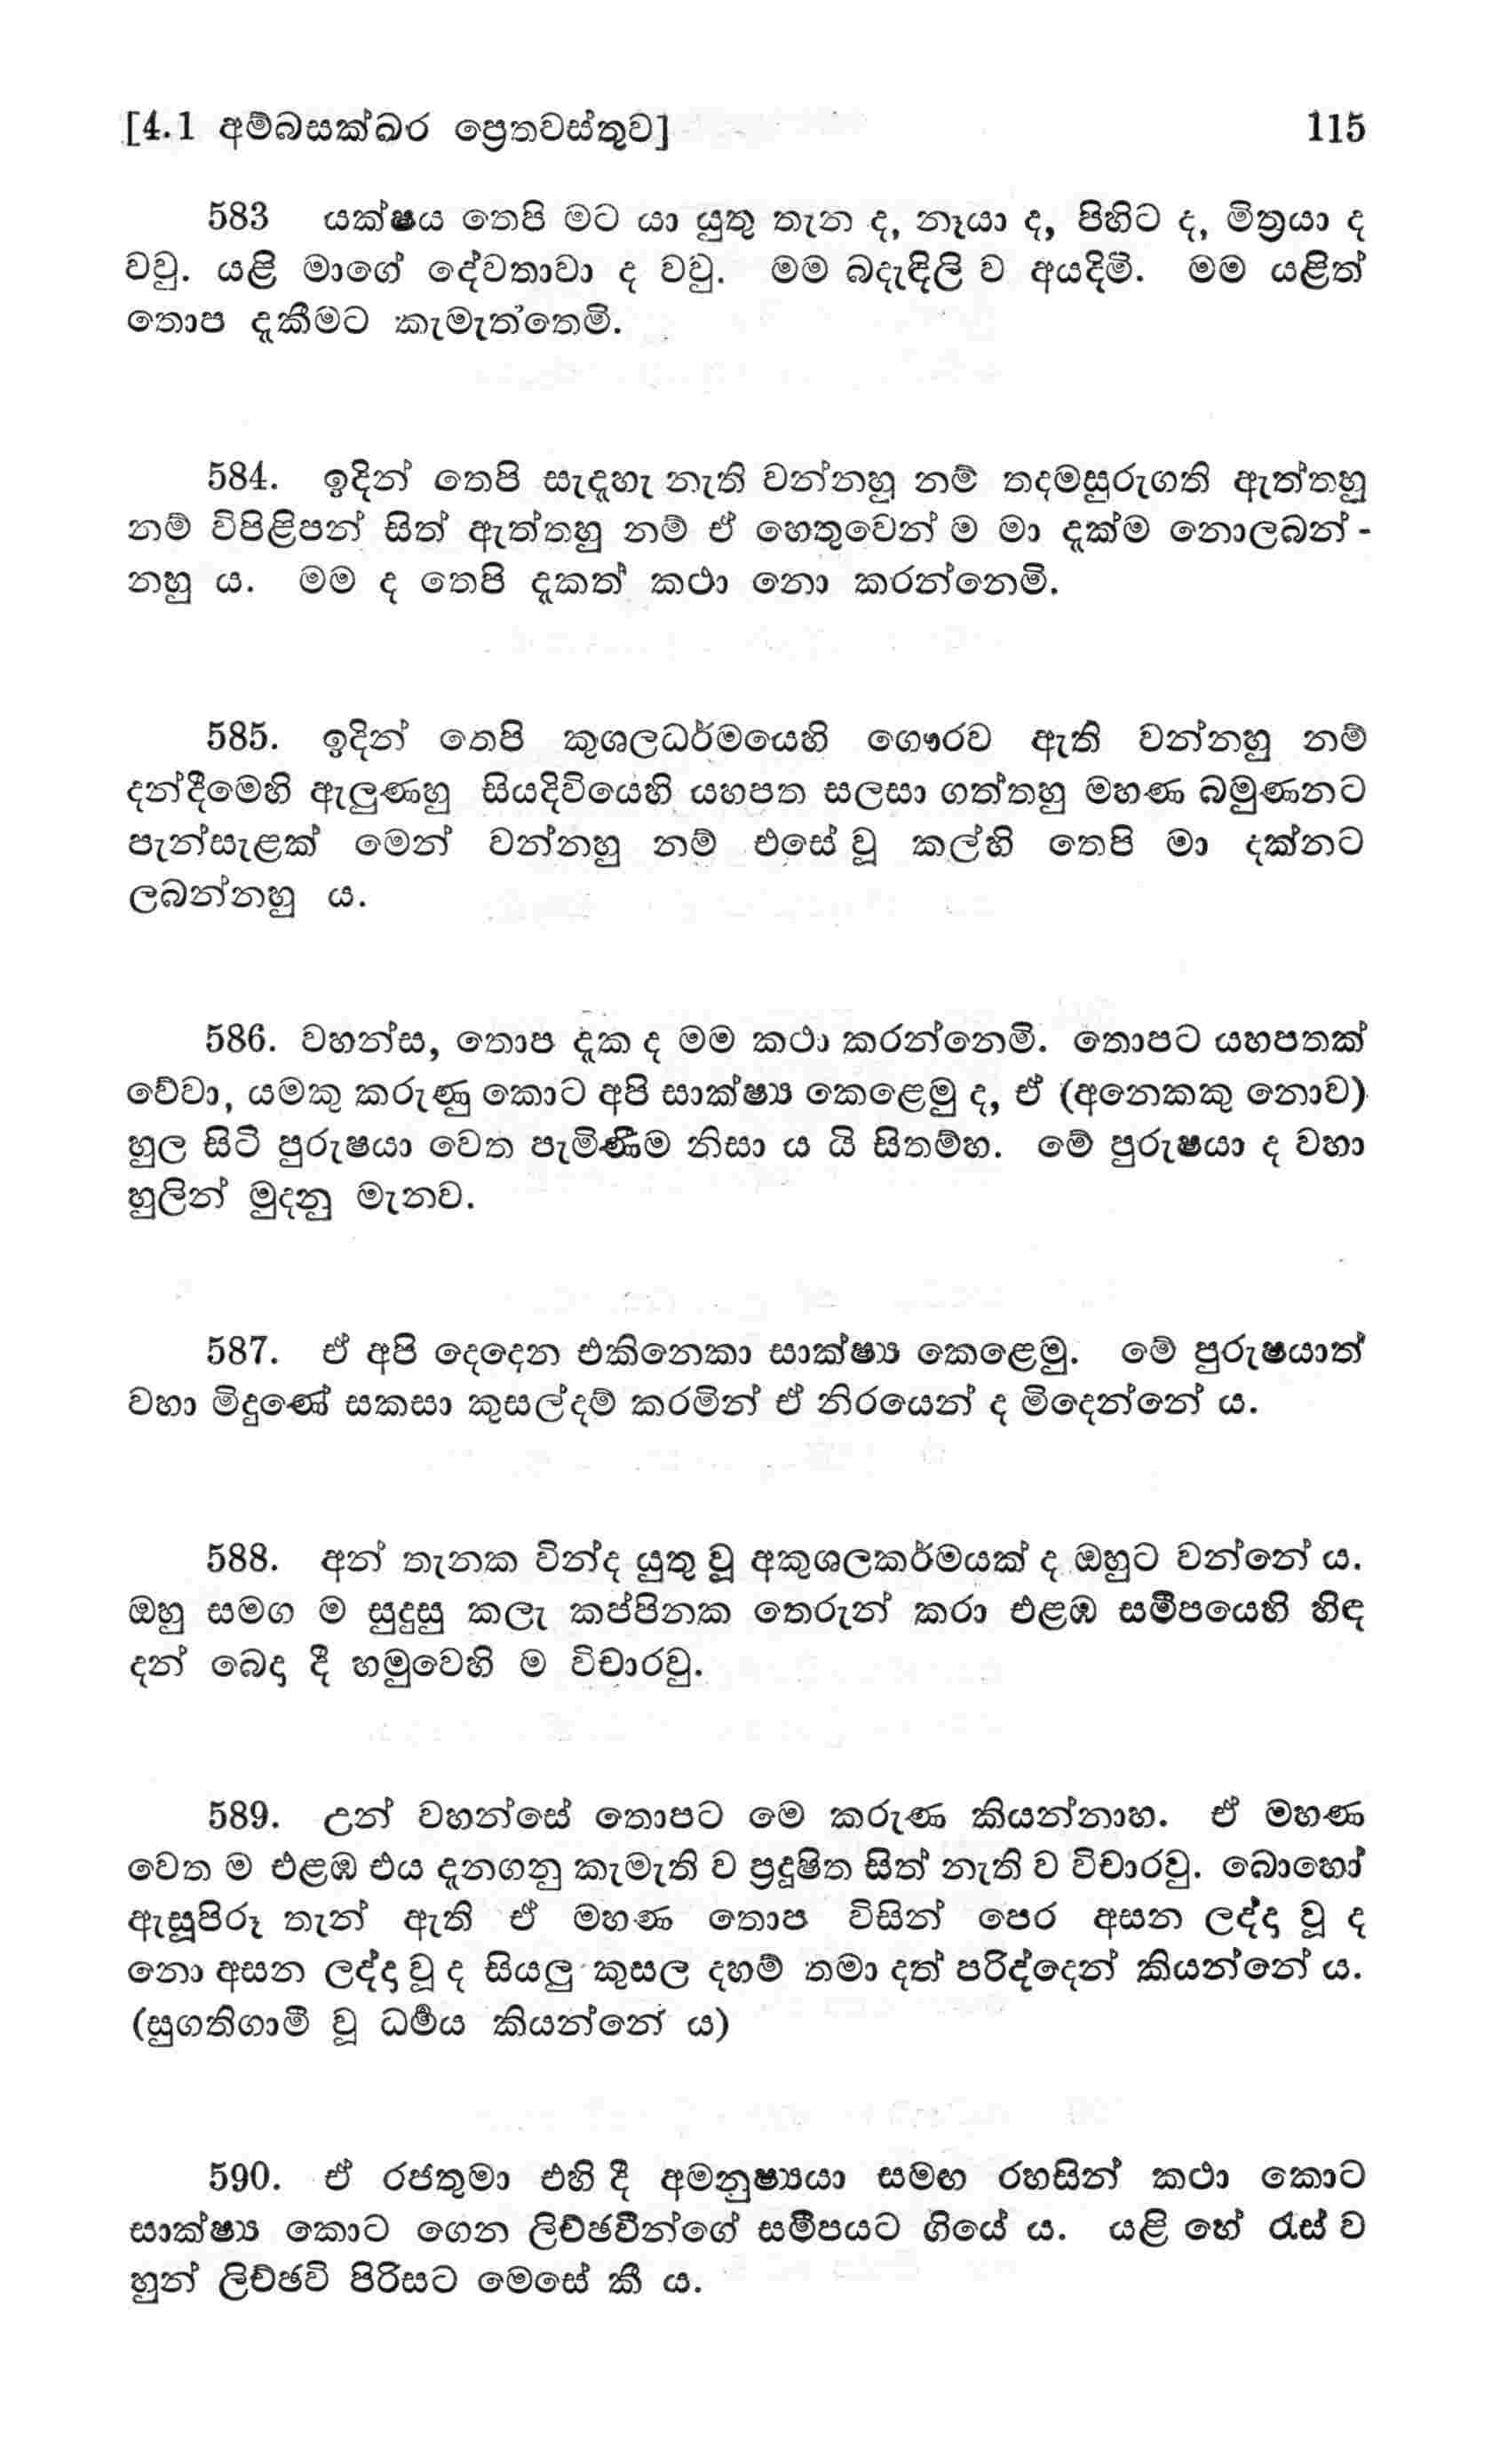 [4.1 අම්බසක්ඛර ප්‍රෙතවස්තුව] 115
583 යක්ෂය තෙපි මට යා යුතු තැන ද, නෑයා ද, පිහිට ද, මිත්‍රයා ද
වවු. යළි මාගේ දේවතාවා ද වවු. මම බදැඳිලි ව අයදිමි. මම යළිත්
තොප දැකීමට කැමැත්තෙමි.
584. ඉදින් තෙපි සැදැහැ නැති වන්නහු නම් තදමසුරුගති ඇත්තහු
නම් විපිළිපන් සිත් ඇත්තහු නම් ඒ හෙතුවෙන් ම මා දැක්ම නොලබන්-
නහු ය. මම ද තෙපි දැකත් කථා නො කරන්නෙමි.
585. ඉදින් තෙපි කුශලධර්මයෙහි ගෞරව ඇති වන්නහු නම්
දන්දීමෙහි ඇලුණහු සියදිවියෙහි යහපත සලසා ගත්තහු මහණ බමුණනට
පැන්සැළක් මෙන් වන්නහු නම් එසේ වූ කල්හි තෙපි මා දක්නට
ලබන්නහු ය.
586. වහන්ස, තොප දැක ද මම කථා කරන්නෙමි. තොපට යහපතක්
වේවා, යමකු කරුණු කොට අපි සාක්ෂ්‍ය කෙළෙමු ද, ඒ (අනෙකකු නොව)
හුල සිටි පුරුෂයා වෙත පැමිණීම නිසා ය යි සිතම්හ. මේ පුරුෂයා ද වහා
හුලින් මුදනු මැනව.
587. ඒ අපි දෙදෙන එකිනෙකා සාක්ෂ්‍ය කෙළෙමු. මේ පුරුෂයාත්
වහා මිදුණේ සකසා කුසල්දම් කරමින් ඒ නිරයෙන් ද මිදෙන්නේ ය.
588. අන් තැනක වින්ද යුතු වූ අකුශලකර්මයක් ද ඔහුට වන්නේ ය.
ඔහු සමග ම සුදුසු කලැ කප්පිනක තෙරුන් කරා එළඹ සමීපයෙහි හිඳ
දන් බෙදා දී හමුවෙහි ම විචාරවු.
589. උන් වහන්සේ තොපට මෙ කරුණ කියන්නාහ. ඒ මහණ
වෙත ම එළඹ එය දැනගනු කැමැති ව ප්‍රදූෂිත සිත් නැති ව විචාරවු. බොහෝ
ඇසූපිරූ තැන් ඇති ඒ මහණ තොප විසින් පෙර අසන ලද්දා වූ ද
නො අසන ලද්දා වූ ද සියලු කුසල දහම් තමා දත් පරිද්දෙන් කියන්නේ ය.
(සුගතිගාමී වූ ධර්‍මය කියන්නේ ය)
590. ඒ රජතුමා එහි දී අමනුෂ්‍යයා සමඟ රහසින් කථා කොට
සාක්ෂ්‍ය කොට ගෙන ලිච්ඡවීන්ගේ සමීපයට ගියේ ය. යළි හේ රැස් ව
හුන් ලිච්ඡවි පිරිසට මෙසේ කී ය.